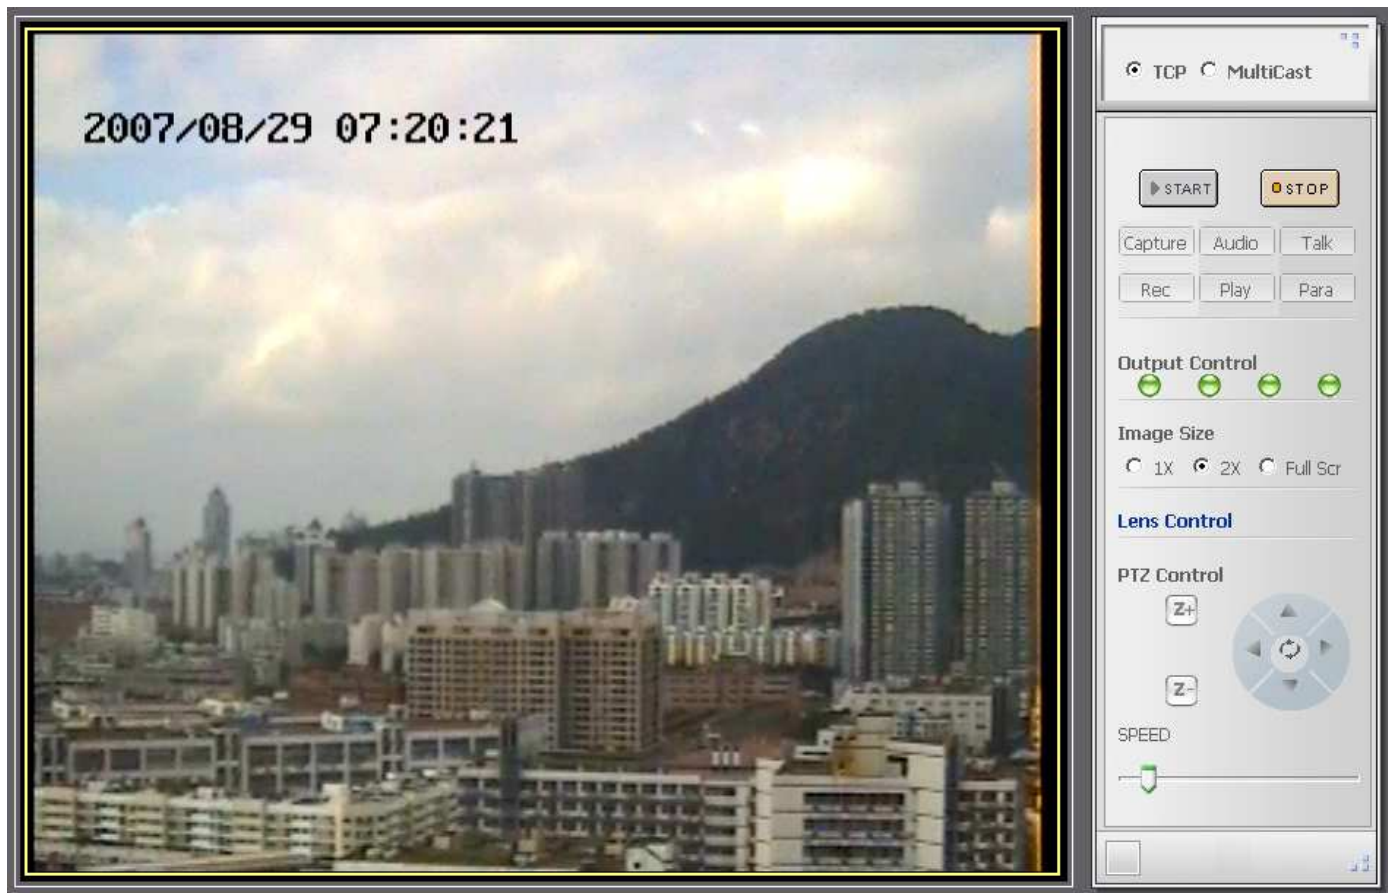 2007/08/29 07:20:21
TCP MultiCast
START STOP
Capture Audio Talk
Rec Play Para
Output Control
Image Size
1X 2X Full Scr
Lens Control
PTZ Control
Z+
Z-
SPEED